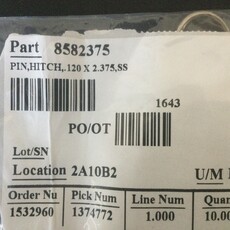 Part 8582375
PIN,HITCH,.120 X 2.375,SS
1643
PO/OT
Lot/SN
Location 2A10B2 U/M
Order Nu Pick Num Line Num Quan
1532960 1374772 1.000 10.00